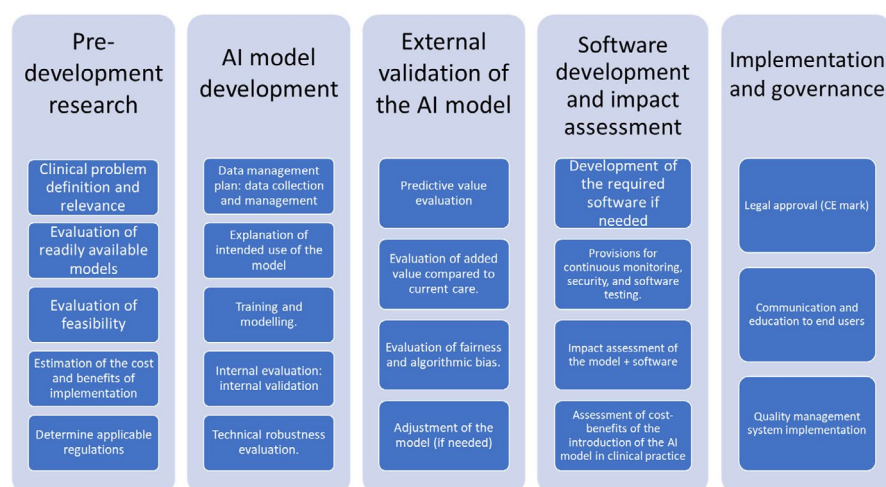 Pre-
development
research
Clinical problem
definition and
relevance
Evaluation of
readily available
models
Evaluation of
feasibility
Estimation of the cost
and benefits of
implementation
Determine applicable
regulations
AI model
development
Data management
plan: data collection
and management
Explanation of
intended use of the
model
Training and
modelling.
Internal evaluation:
internal validation
Technical robustness
evaluation.
External
validation of
the AI model
Predictive value
evaluation
Evaluation of added
value compared to
current care.
Evaluation of fairness
and algorithmic bias.
Adjustment of the
model (if needed)
Software
development
and impact
assessment
Development of
the required
software if
needed
Provisions for
continuous monitoring,
security, and software
testing.
Impact assessment of
the model + software
Assessment of cost-
benefits of the
introduction of the AI
model in clinical practice
Implementation
and governance
Legal approval (CE mark)
Communication and
education to end users
Quality management
system implementation